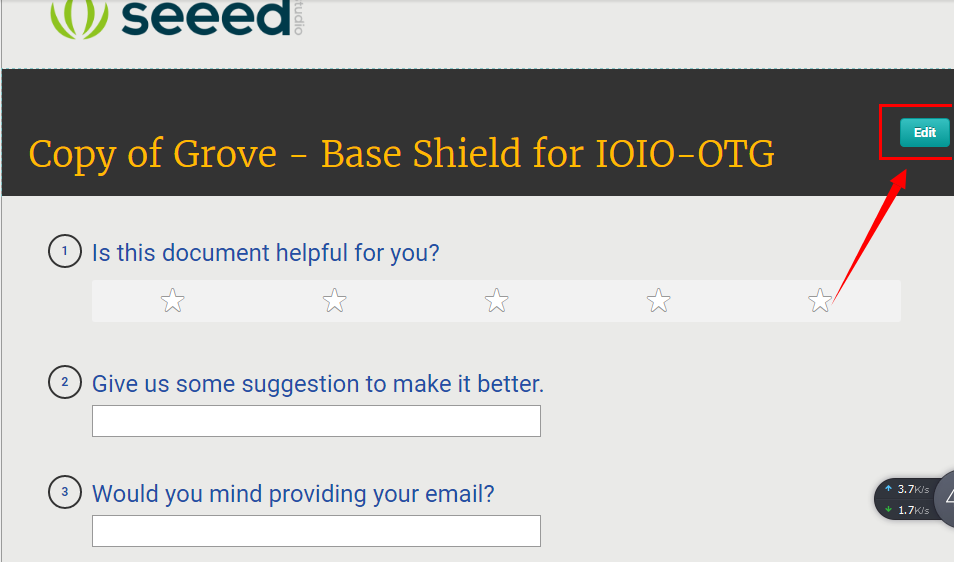 seeed
studio
Edit
Copy of Grove - Base Shield for IOIO-OTG
1 Is this document helpful for you?
2 Give us some suggestion to make it better.
3 Would you mind providing your email?
3.7K/s
1.7K/s